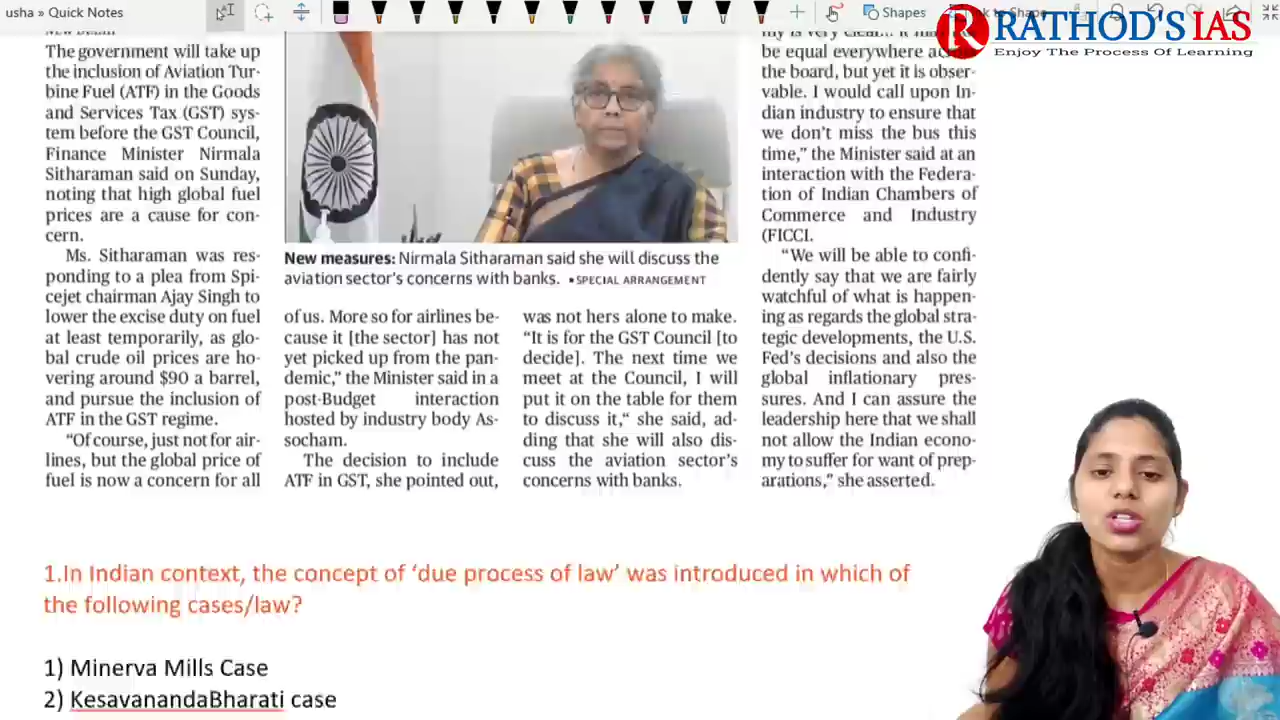 usha » Quick Notes
Shapes
RATHOD'S IAS
Enjoy The Process Of Learning
The government will take up
the inclusion of Aviation Tur-
bine Fuel (ATF) in the Goods
and Services Tax (GST) sys-
tem before the GST Council,
Finance Minister Nirmala
Sitharaman said on Sunday,
noting that high global fuel
prices are a cause for con-
cern.
Ms. Sitharaman was res-
ponding to a plea from Spi-
cejet chairman Ajay Singh to
lower the excise duty on fuel
at least temporarily, as glo-
bal crude oil prices are ho-
vering around $90 a barrel,
and pursue the inclusion of
ATF in the GST regime.
"Of course, just not for air-
lines, but the global price of
fuel is now a concern for all
New measures: Nirmala Sitharaman said she will discuss the
aviation sector's concerns with banks. ▪SPECIAL ARRANGEMENT
of us. More so for airlines be-
cause it [the sector] has not
yet picked up from the pan-
demic," the Minister said in a
post-Budget interaction
hosted by industry body As-
socham.
The decision to include
ATF in GST, she pointed out,
was not hers alone to make.
"It is for the GST Council [to
decide]. The next time we
meet at the Council, I will
put it on the table for them
to discuss it," she said, ad-
ding that she will also dis-
cuss the aviation sector's
concerns with banks.
my is very clear... it may not
be equal everywhere across
the board, but yet it is obser-
vable. I would call upon In-
dian industry to ensure that
we don't miss the bus this
time," the Minister said at an
interaction with the Federa-
tion of Indian Chambers of
Commerce and Industry
(FICCI.
"We will be able to confi-
dently say that we are fairly
watchful of what is happen-
ing as regards the global stra-
tegic developments, the U.S.
Fed's decisions and also the
global inflationary pres-
sures. And I can assure the
leadership here that we shall
not allow the Indian econo-
my to suffer for want of prep-
arations," she asserted.
1.In Indian context, the concept of 'due process of law' was introduced in which of
the following cases/law?
1) Minerva Mills Case
2) KesavanandaBharati case